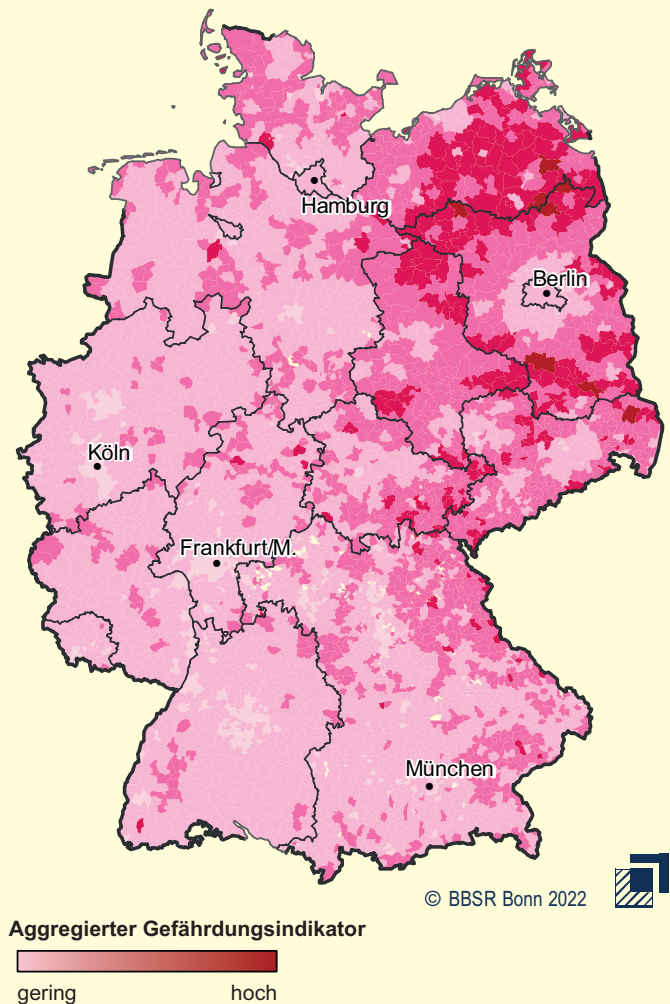 Hamburg
Berlin
Köln
Frankfurt/M.
München
© BBSR Bonn 2022
Aggregierter Gefährdungsindikator
gering hoch